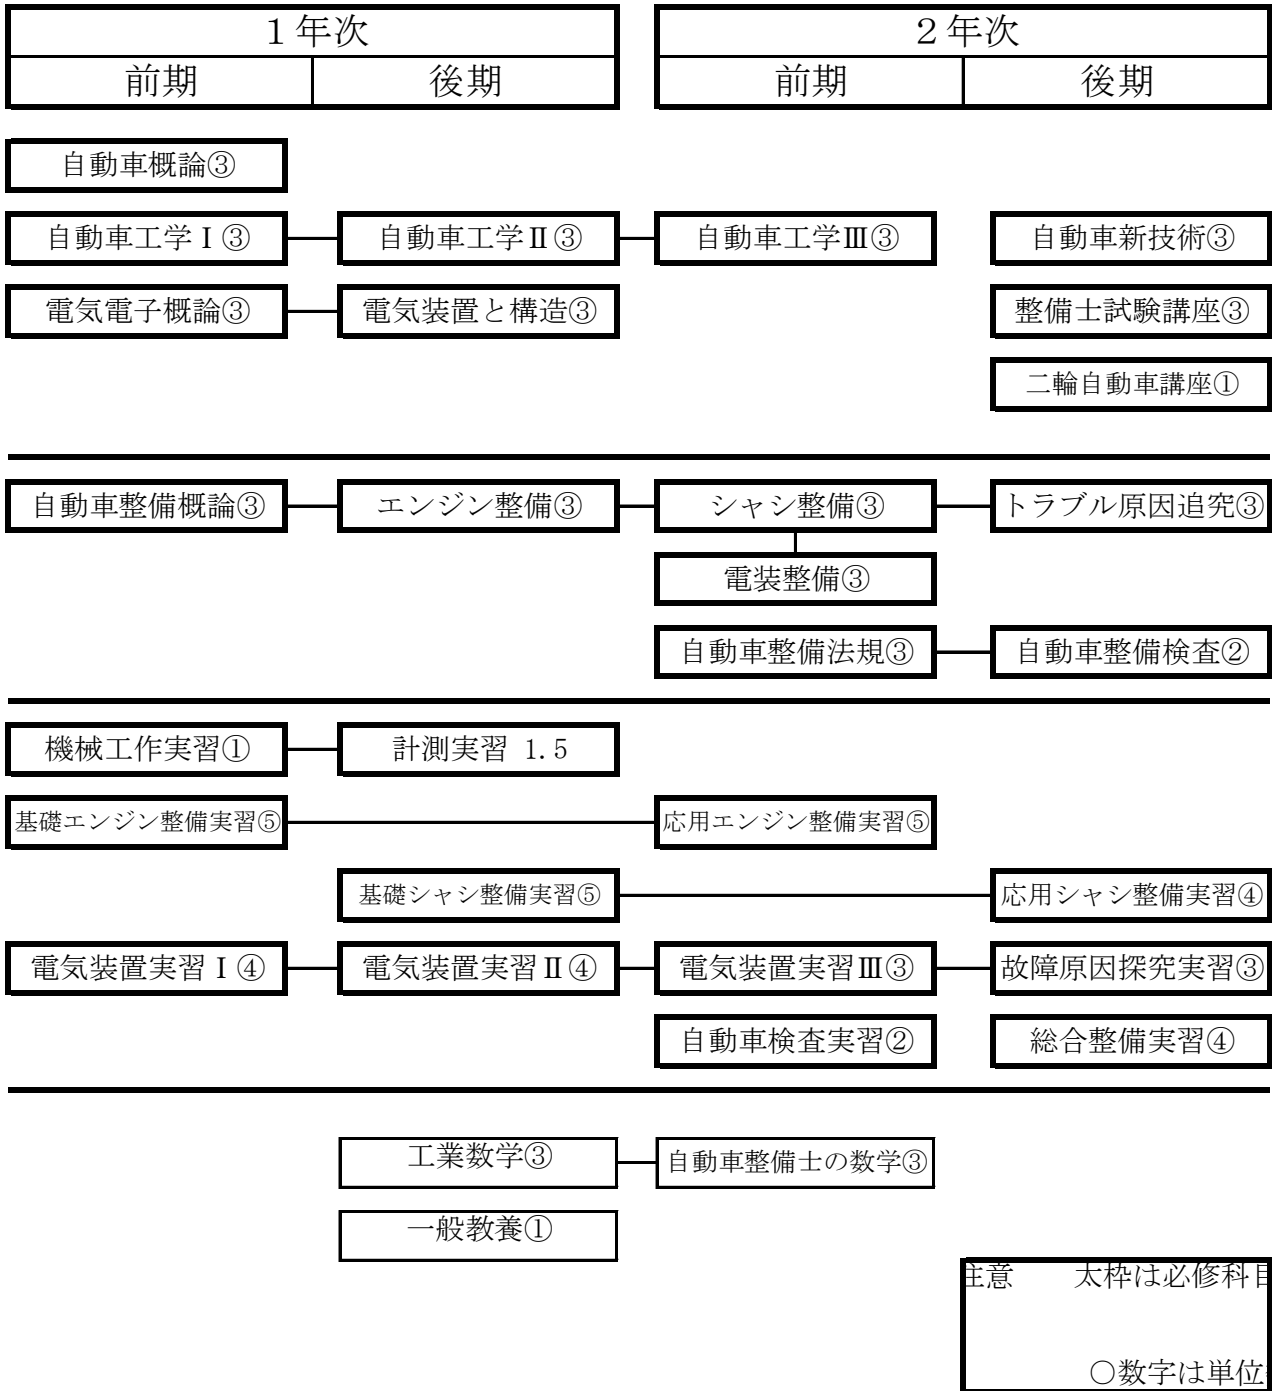 １年次 ２年次
前期 後期 前期 後期
自動車概論③
自動車工学Ⅰ③ 自動車工学Ⅱ③ 自動車工学Ⅲ③ 自動車新技術③
電気電子概論③ 電気装置と構造③ 整備士試験講座③
二輪自動車講座①
自動車整備概論③ エンジン整備③ シャシ整備③ トラブル原因追究③
電装整備③
自動車整備法規③ 自動車整備検査②
機械工作実習① 計測実習 1.5
基礎エンジン整備実習⑤ 応用エンジン整備実習⑤
基礎シャシ整備実習⑤ 応用シャシ整備実習④
電気装置実習Ⅰ④ 電気装置実習Ⅱ④ 電気装置実習Ⅲ③ 故障原因探究実習③
自動車検査実習② 総合整備実習④
工業数学③ 自動車整備士の数学③
一般教養①
注意 太枠は必修科目
○数字は単位